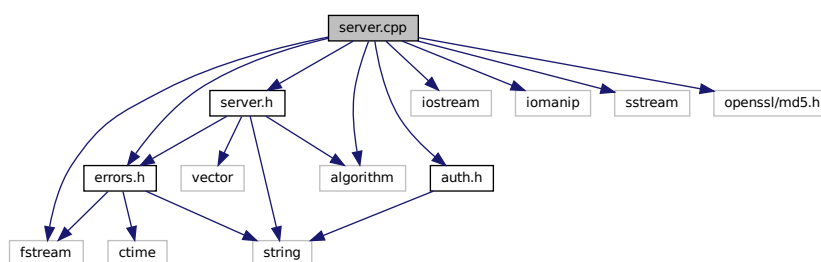 server.cpp
server.h
iostream
iomanip
sstream
openssl/md5.h
errors.h
vector
algorithm
auth.h
fstream
ctime
string